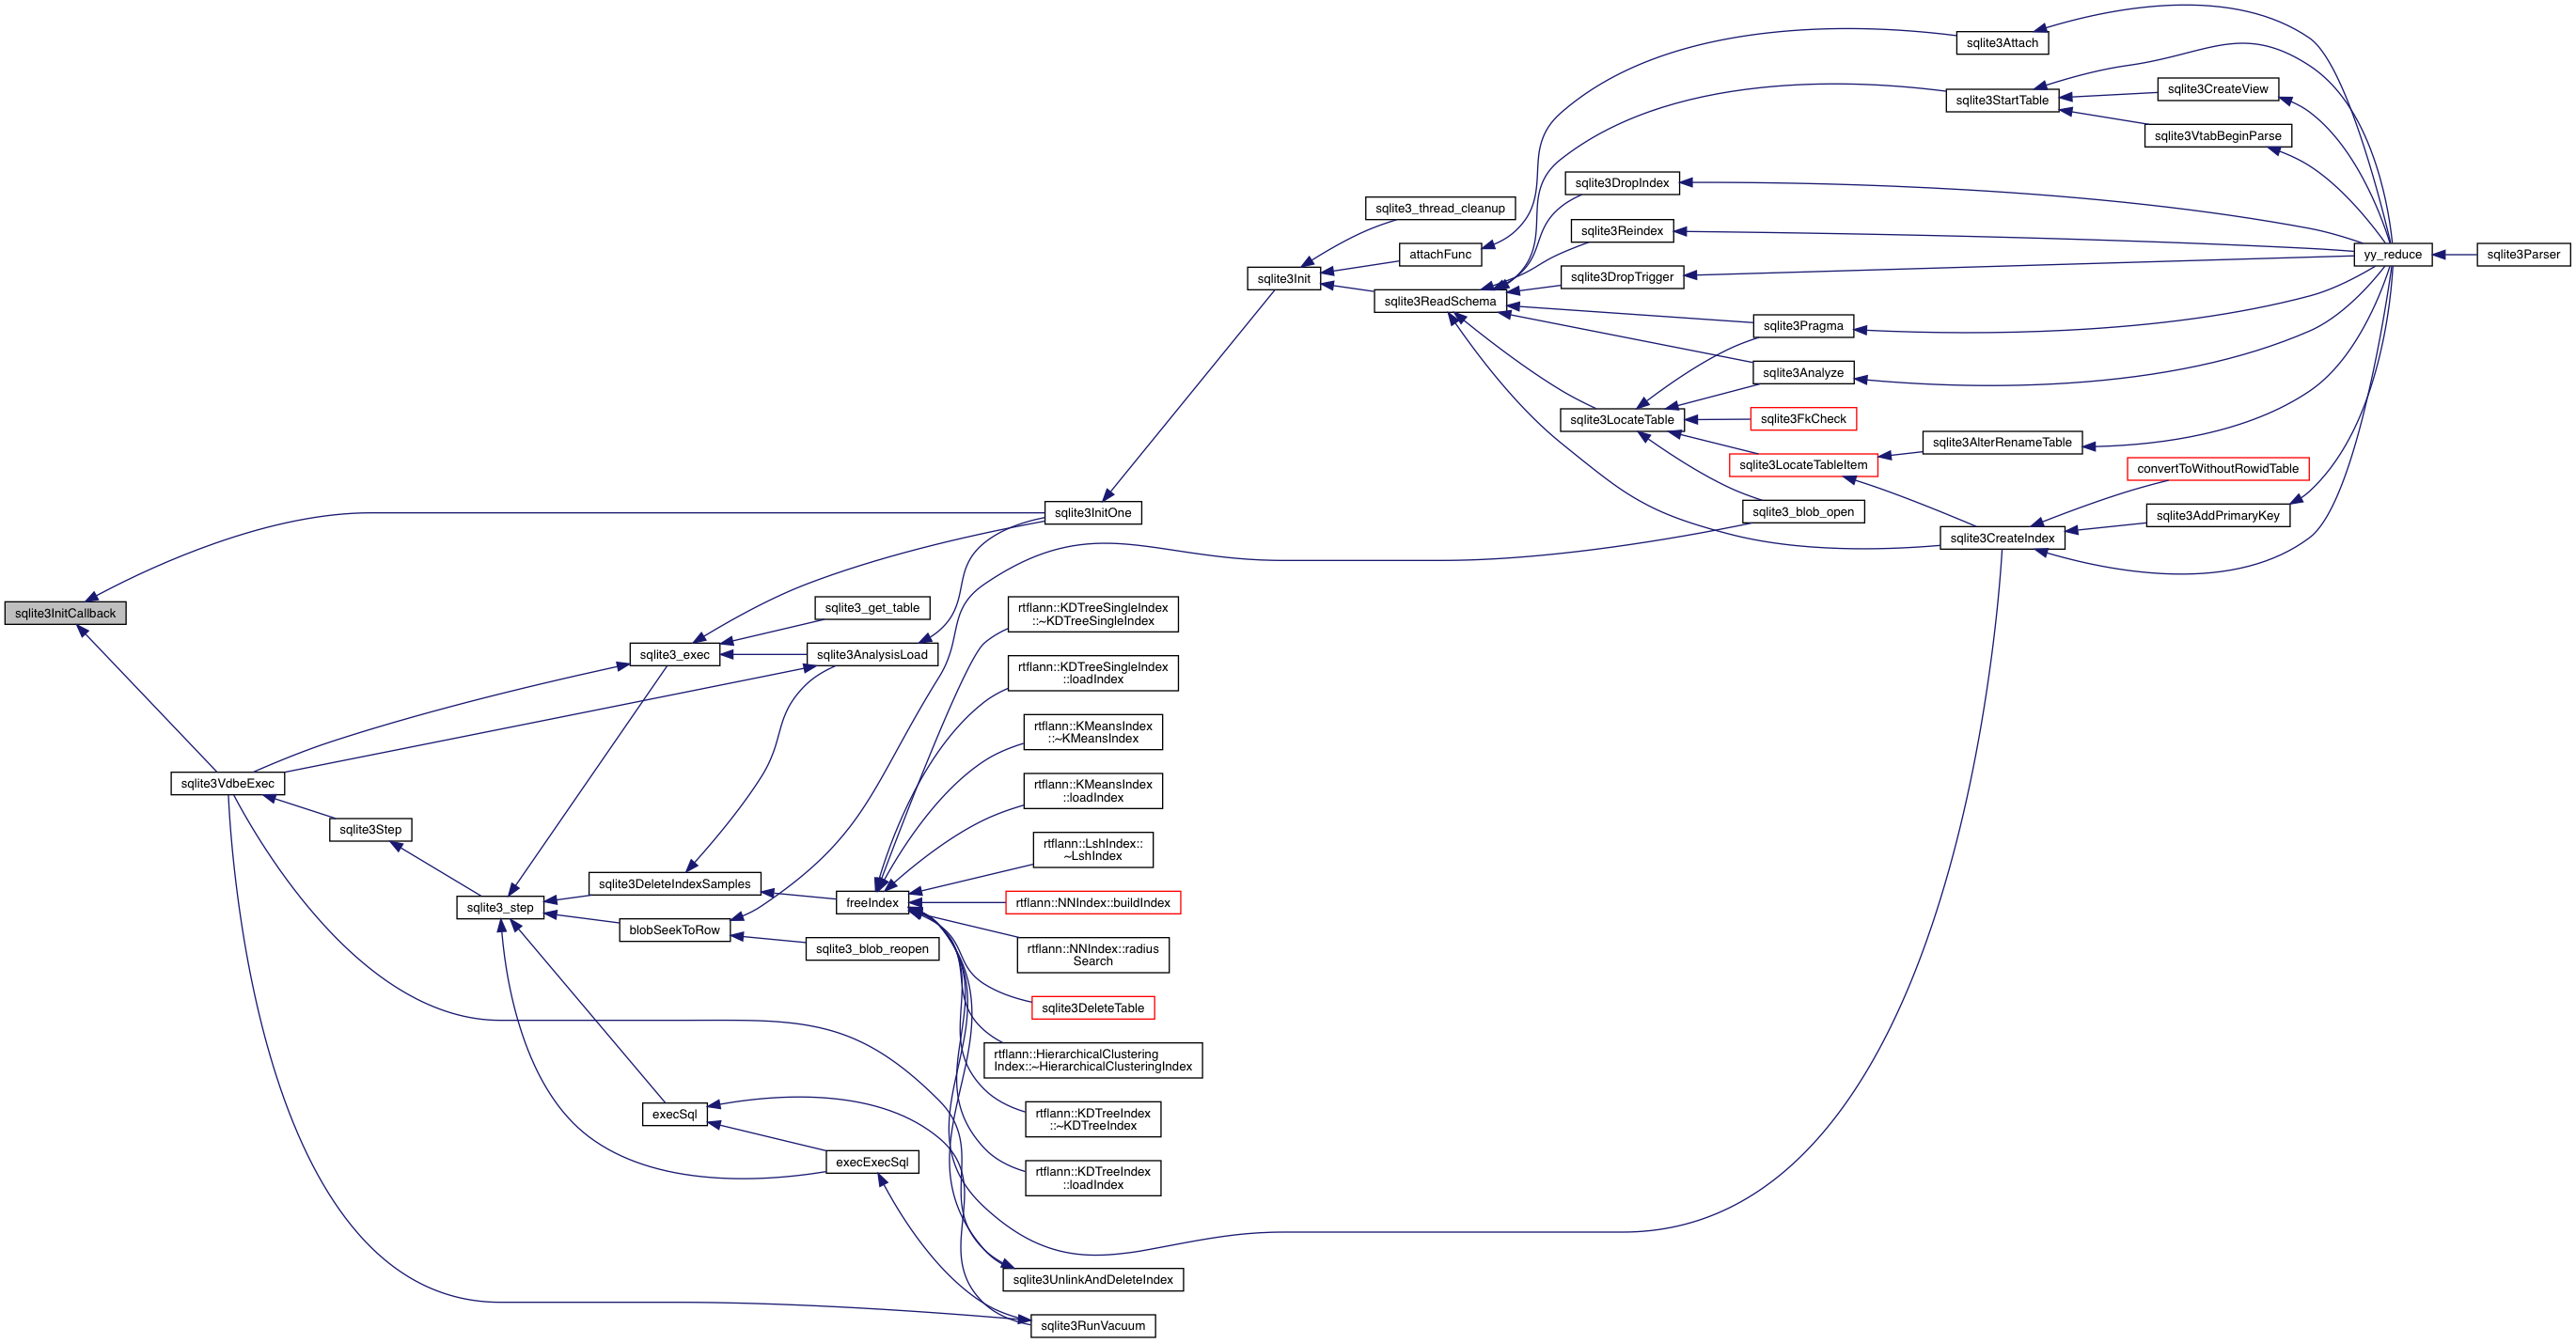 sqlite3Attach
sqlite3StartTable
sqlite3CreateView
sqlite3VtabBeginParse
sqlite3DropIndex
sqlite3_thread_cleanup
sqlite3Reindex
attachFunc
yy_reduce
sqlite3Parser
sqlite3Init
sqlite3DropTrigger
sqlite3ReadSchema
sqlite3Pragma
sqlite3Analyze
sqlite3LocateTable
sqlite3FkCheck
sqlite3AlterRenameTable
sqlite3LocateTableItem
convertToWithoutRowidTable
sqlite3InitOne
sqlite3_blob_open
sqlite3AddPrimaryKey
sqlite3CreateIndex
sqlite3InitCallback
sqlite3_get_table
rtflann::KDTreeSingleIndex
::~KDTreeSingleIndex
sqlite3_exec
sqlite3AnalysisLoad
rtflann::KDTreeSingleIndex
::loadIndex
rtflann::KMeansIndex
::~KMeansIndex
sqlite3VdbeExec
rtflann::KMeansIndex
::loadIndex
sqlite3Step
rtflann::LshIndex::
~LshIndex
sqlite3DeleteIndexSamples
sqlite3_step
freeIndex
rtflann::NNIndex::buildIndex
blobSeekToRow
sqlite3_blob_reopen
rtflann::NNIndex::radius
Search
sqlite3DeleteTable
rtflann::HierarchicalClustering
Index::~HierarchicalClusteringIndex
execSql
rtflann::KDTreeIndex
::~KDTreeIndex
execExecSql
rtflann::KDTreeIndex
::loadIndex
sqlite3UnlinkAndDeleteIndex
sqlite3RunVacuum